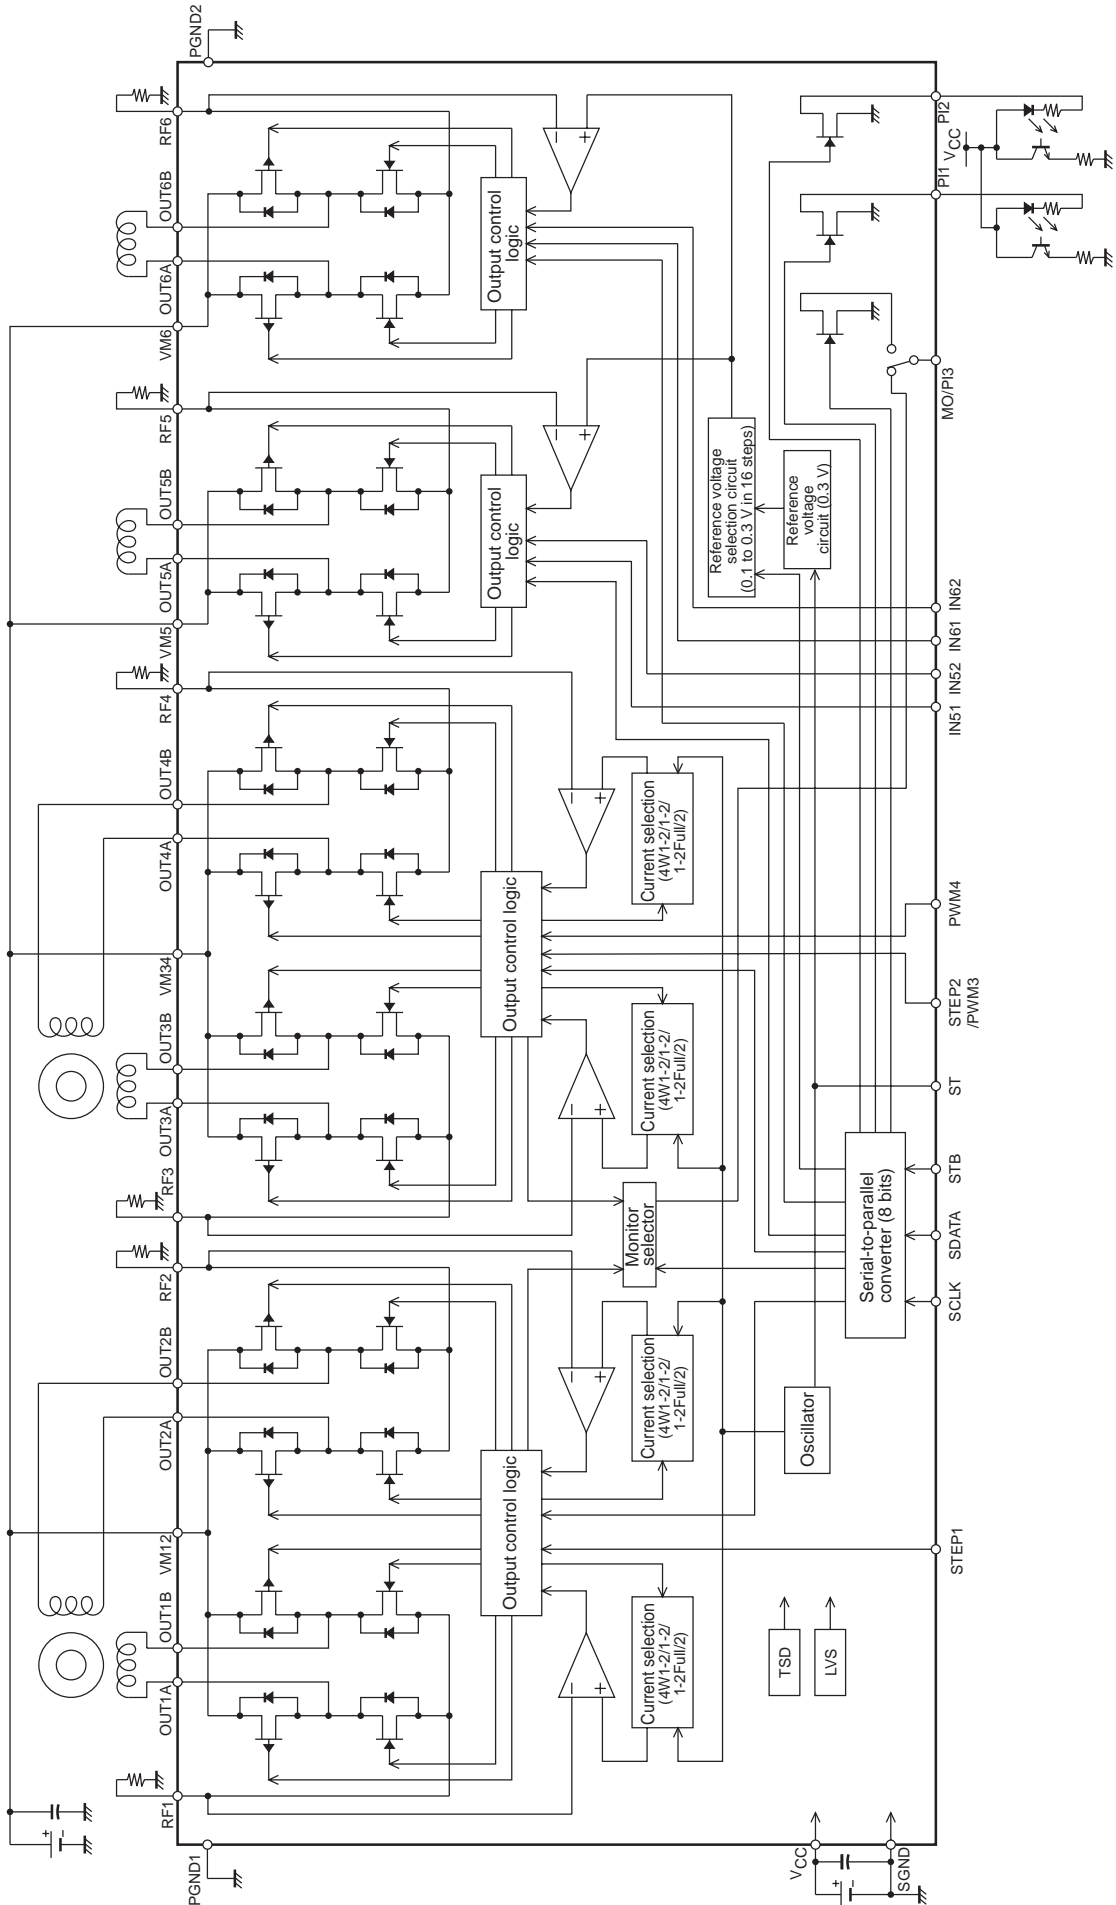 PGND1
RF1
OUT1A
OUT1B
VM12
OUT2A
OUT2B
RF2
RF3
OUT3A
OUT3B
VM34
OUT4A
OUT4B
RF4
VM5
OUT5A
OUT5B
RF5
VM6
OUT6A
OUT6B
RF6
PGND2
+
−
Output control logic
Output control logic
Output control
logic
Output control
logic
−
+
−
+
−
+
−
+
−
+
−
+
Current selection
(4W1-2/1-2/
1-2Full/2)
Current selection
(4W1-2/1-2/
1-2Full/2)
Monitor
selector
Current selection
(4W1-2/1-2/
1-2Full/2)
Current selection
(4W1-2/1-2/
1-2Full/2)
Reference voltage
selection circuit
(0.1 to 0.3 V in 16 steps)
Reference
voltage
circuit (0.3 V)
TSD
LVS
Oscillator
Serial-to-parallel
converter (8 bits)
VCC
+
−
SGND
STEP1
SCLK
SDATA
STB
ST
STEP2
/PWM3
PWM4
IN51
IN52
IN61
IN62
MO/PI3
PI1
VCC
PI2